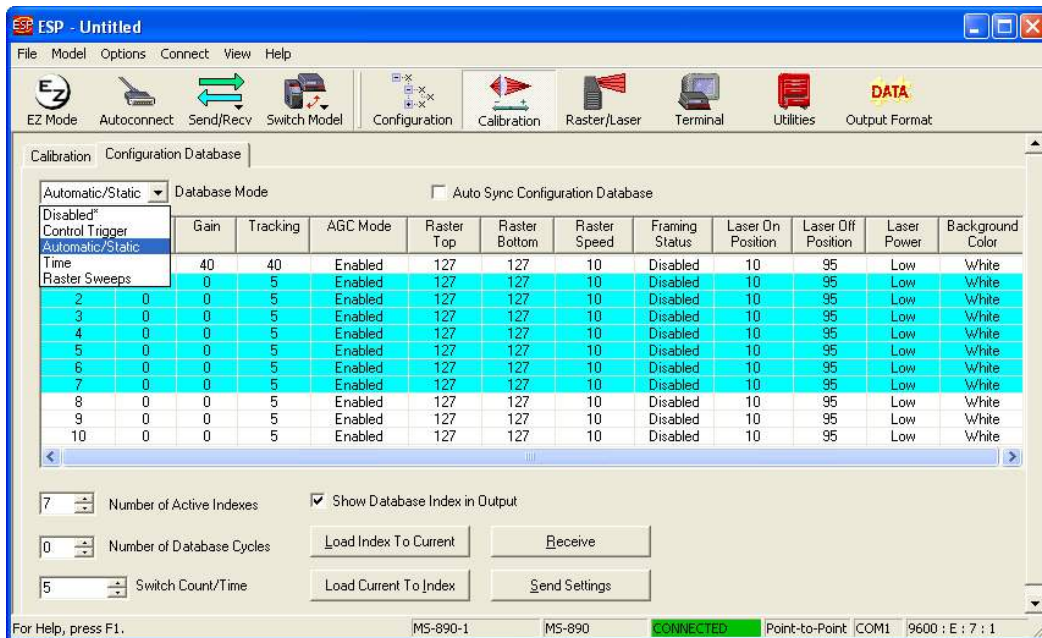 ESP - Untitled
File Model Options Connect View Help
EZ Mode Autoconnect Send/Recv Switch Model Configuration Calibration Raster/Laser Terminal Utilities DATA Output Format
Calibration Configuration Database
Automatic/Static Database Mode Auto Sync Configuration Database
Disabled*
Control Trigger
Automatic/Static
Time
Raster Sweeps
Gain Tracking AGC Mode Raster Top Raster Bottom Raster Speed Framing Status Laser On Position Laser Off Position Laser Power Background Color
40 40 Enabled 127 127 10 Disabled 10 95 Low White
0 5 Enabled 127 127 10 Disabled 10 95 Low White
2 0 0 5 Enabled 127 127 10 Disabled 10 95 Low White
3 0 0 5 Enabled 127 127 10 Disabled 10 95 Low White
4 0 0 5 Enabled 127 127 10 Disabled 10 95 Low White
5 0 0 5 Enabled 127 127 10 Disabled 10 95 Low White
6 0 0 5 Enabled 127 127 10 Disabled 10 95 Low White
7 0 0 5 Enabled 127 127 10 Disabled 10 95 Low White
8 0 0 5 Enabled 127 127 10 Disabled 10 95 Low White
9 0 0 5 Enabled 127 127 10 Disabled 10 95 Low White
10 0 0 5 Enabled 127 127 10 Disabled 10 95 Low White
7 Number of Active Indexes Show Database Index in Output
0 Number of Database Cycles Load Index To Current Receive
5 Switch Count/Time Load Current To Index Send Settings
For Help, press F1. MS-890-1 MS-890 CONNECTED Point-to-Point COM1 9600 : E : 7 : 1